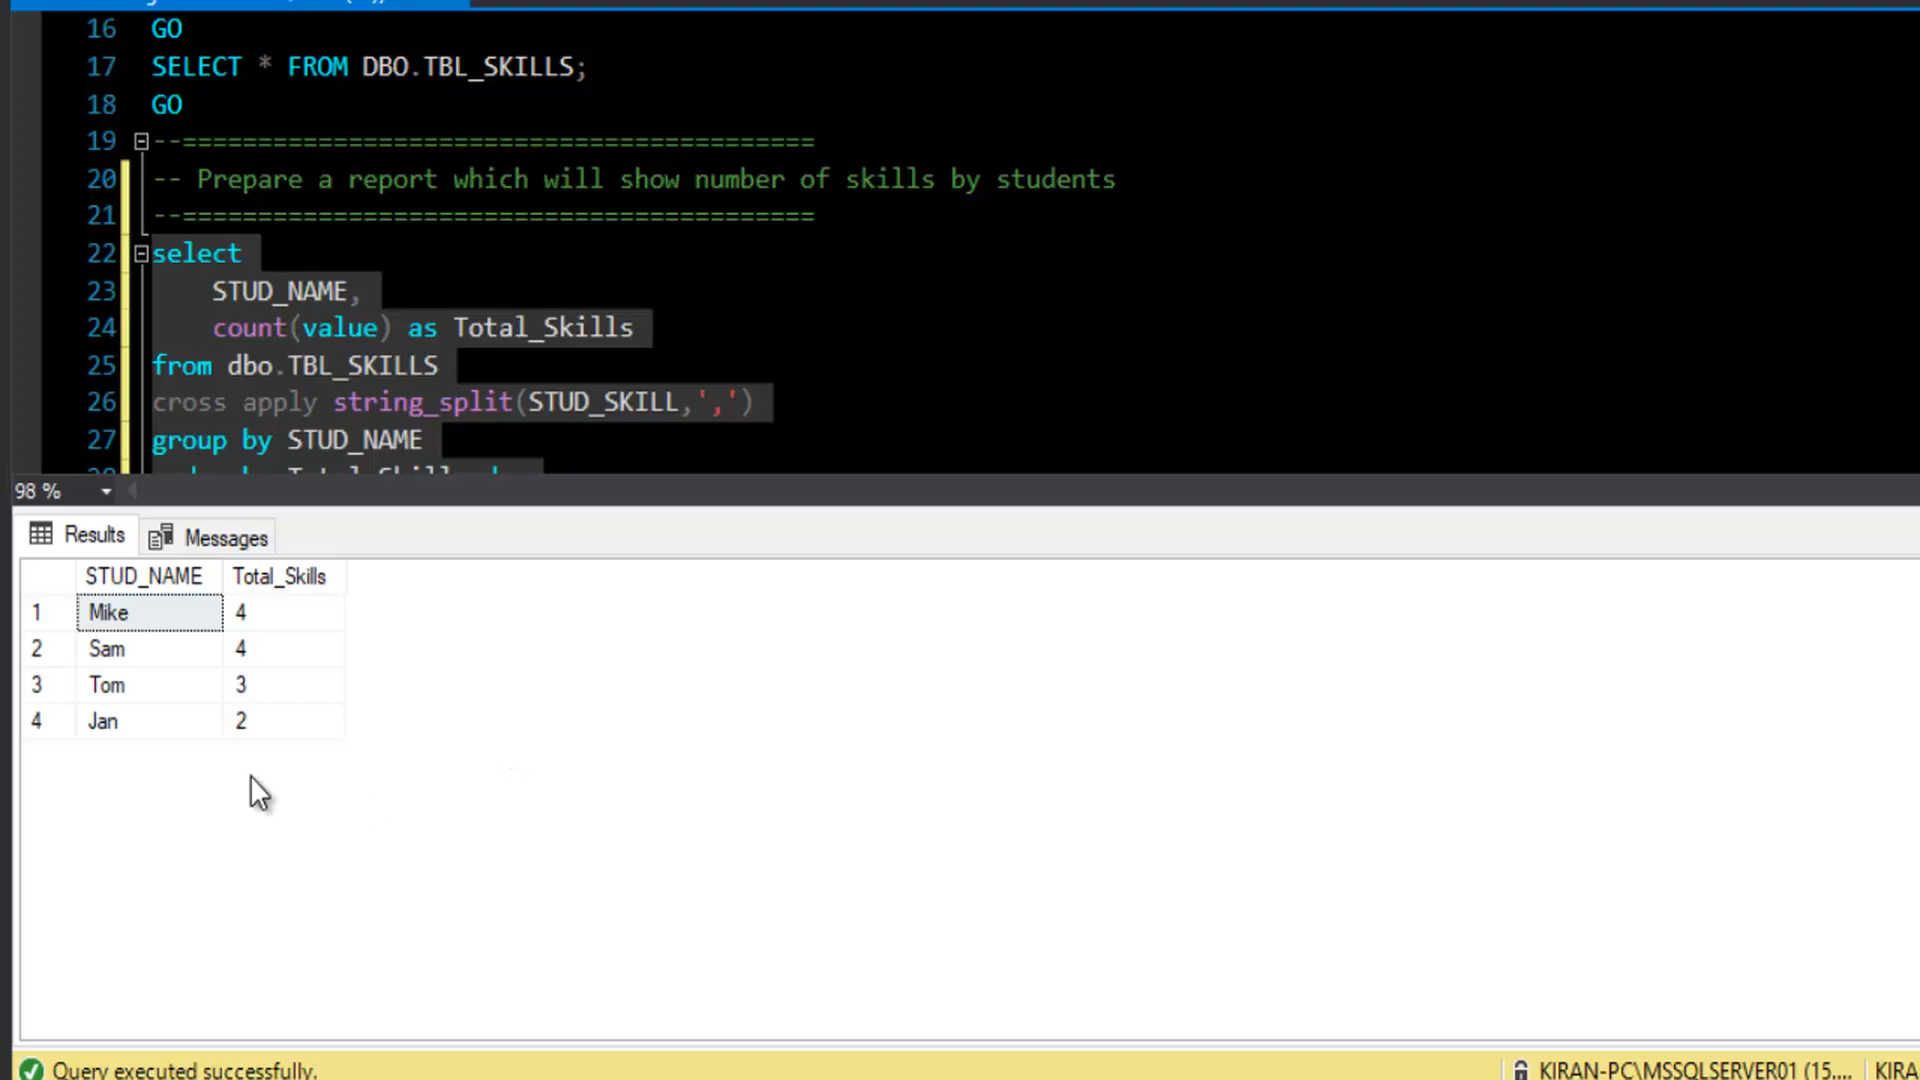 16 GO
17 SELECT * FROM DBO.TBL_SKILLS;
18 GO
19 --==========================================
20 -- Prepare a report which will show number of skills by students
21 --==========================================
22 select
23 STUD_NAME,
24 count(value) as Total_Skills
25 from dbo.TBL_SKILLS
26 cross apply string_split(STUD_SKILL,',')
27 group by STUD_NAME
98 %
Results Messages
STUD_NAME Total_Skills
1 Mike 4
2 Sam 4
3 Tom 3
4 Jan 2
Query executed successfully. KIRAN-PC\MSSQLSERVER01 (15.... KIRA